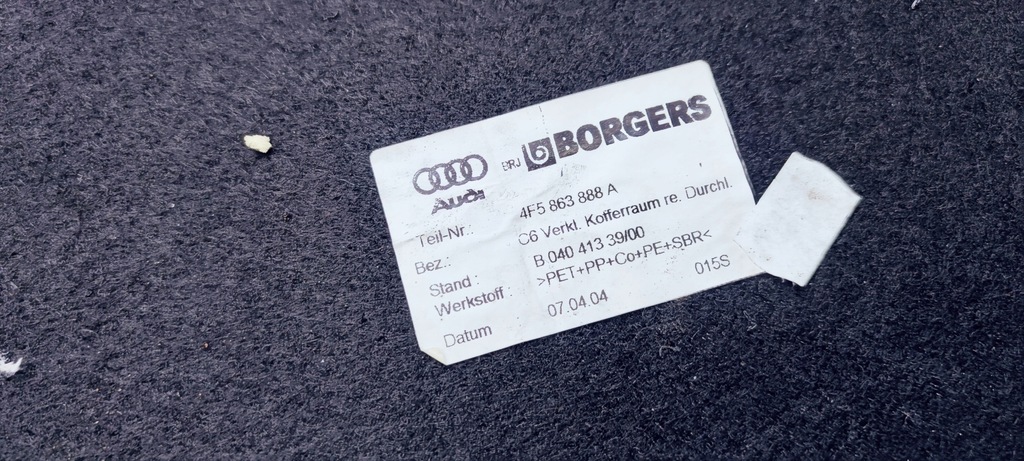 BRJ BORGERS
Audi
Teil-Nr.: 4F5 863 888 A
Bez.: C6 Verkl. Kofferraum re. Durchl.
Stand : B 040 413 39/00
Werkstoff : >PET+PP+Co+PE+SBR<
015S
Datum 07.04.04